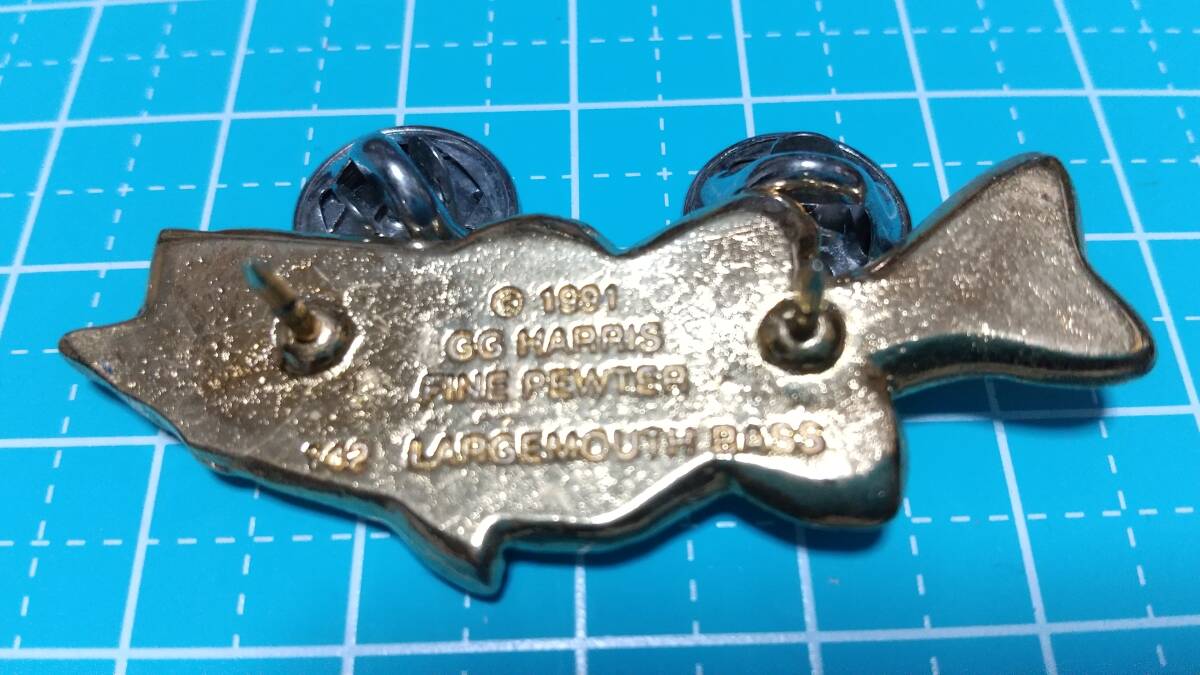 © 1991
GG HARRIS
FINE PEWTER
142 LARGEMOUTH BASS